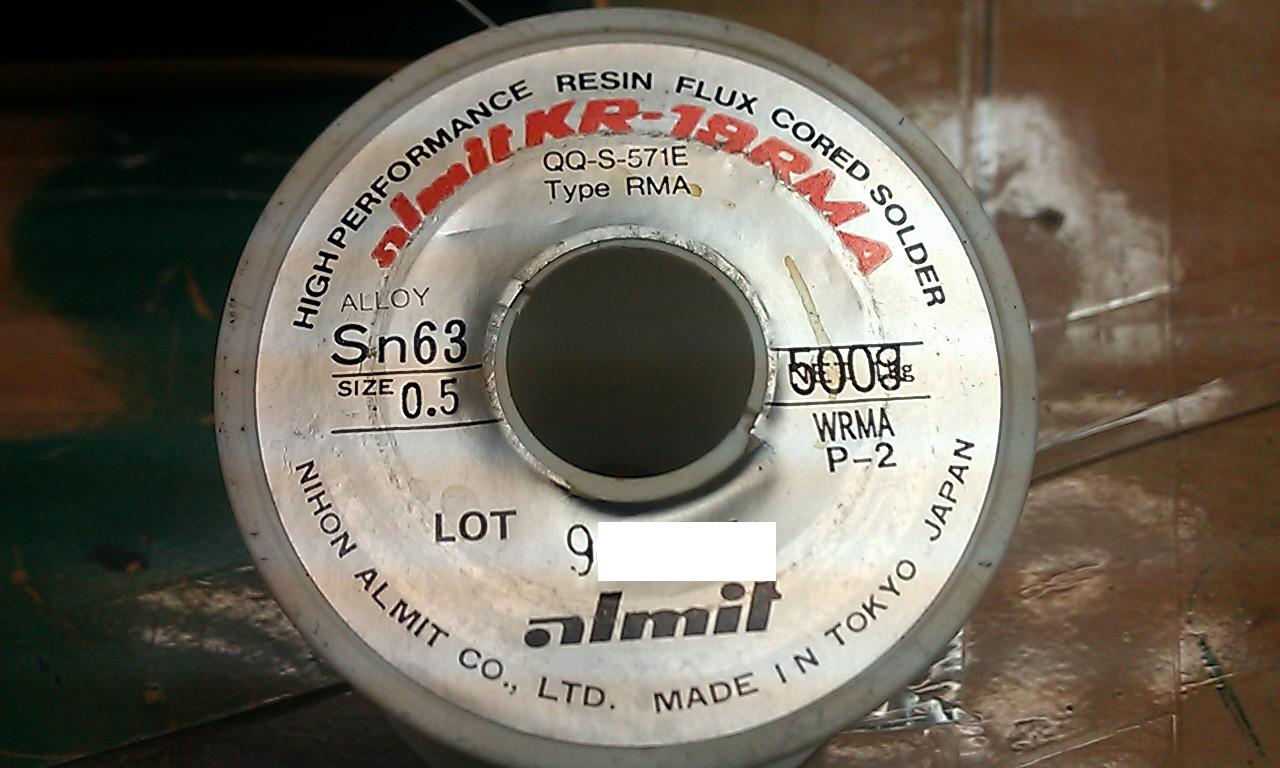 HIGH PERFORMANCE RESIN FLUX CORED SOLDER
almit KR-19RMA
QQ-S-571E
Type RMA
ALLOY
Sn63
SIZE 0.5
500g
WRMA
P-2
LOT 9
almit
NIHON ALMIT CO., LTD. MADE IN TOKYO JAPAN